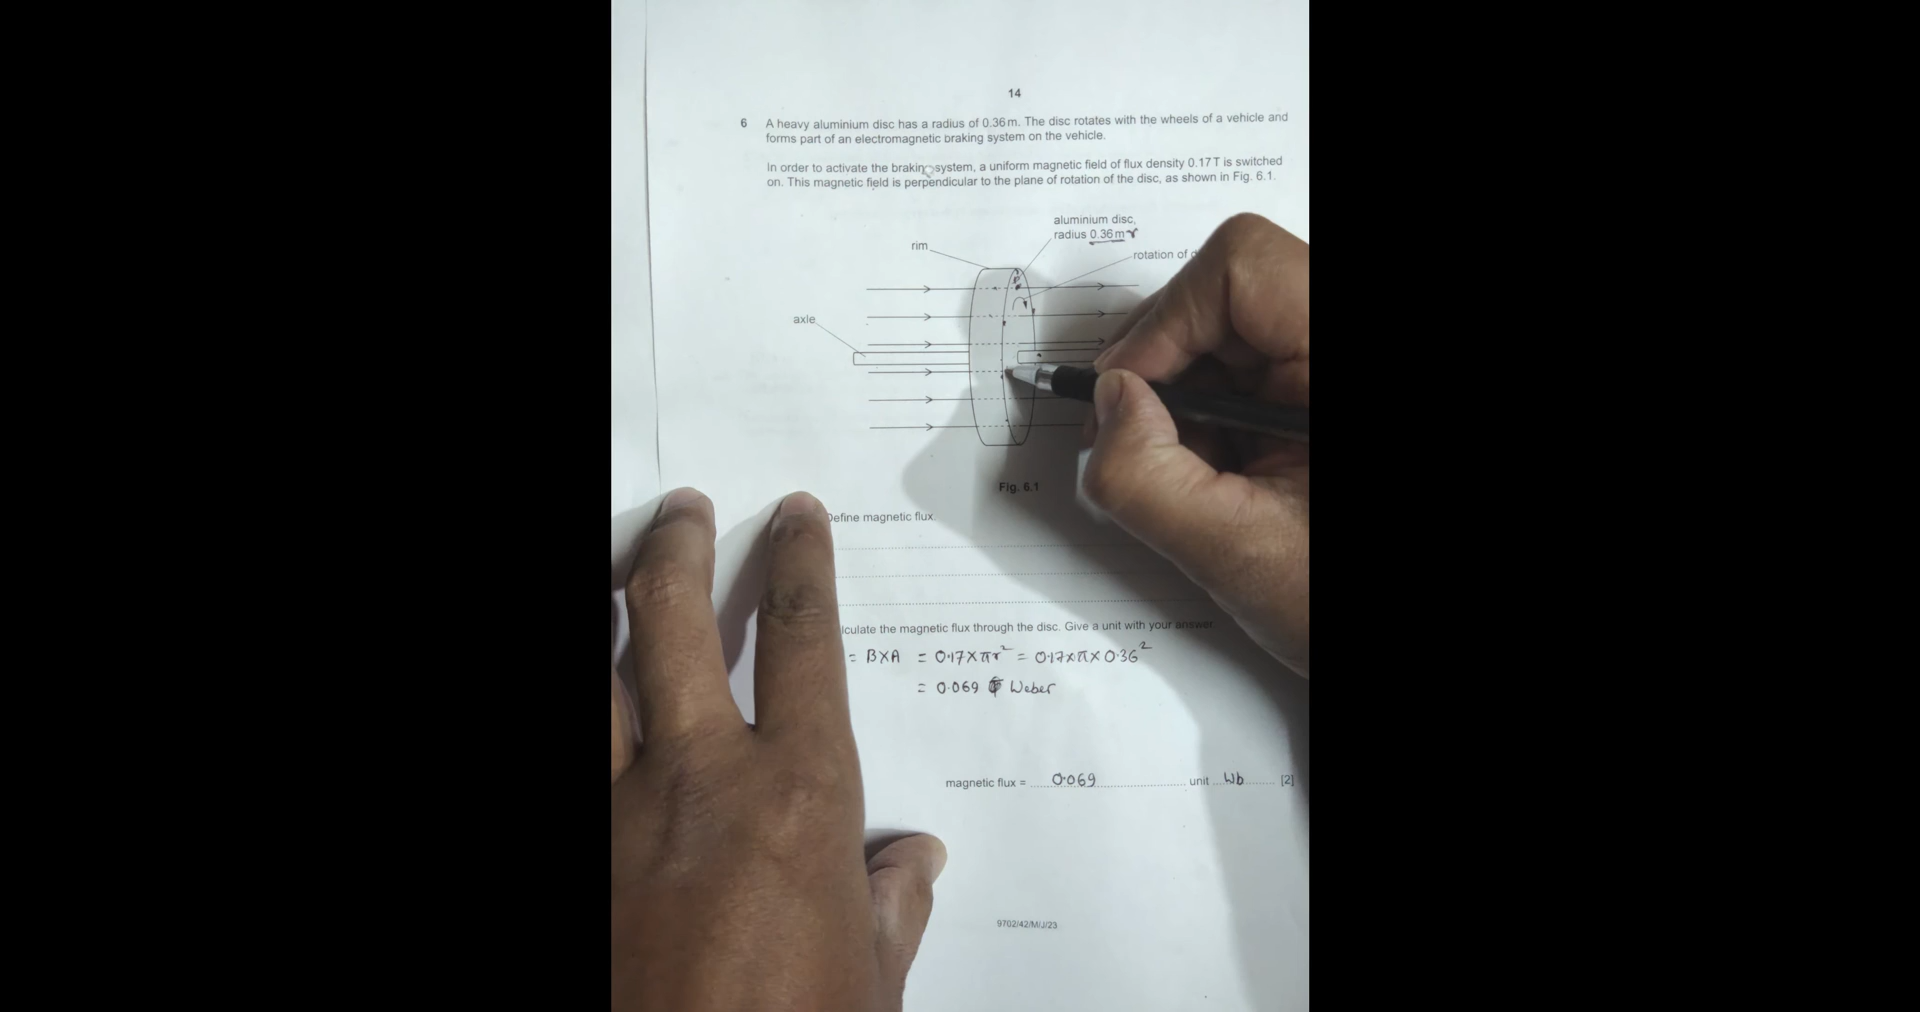 14
6 A heavy aluminium disc has a radius of 0.36 m. The disc rotates with the wheels of a vehicle and
forms part of an electromagnetic braking system on the vehicle.
In order to activate the braking system, a uniform magnetic field of flux density 0.17 T is switched
on. This magnetic field is perpendicular to the plane of rotation of the disc, as shown in Fig. 6.1.
aluminium disc,
radius 0.36 m r
rim
rotation of
axle
Fig. 6.1
Define magnetic flux.
lculate the magnetic flux through the disc. Give a unit with your answer.
= B×A = 0.17×πr² = 0.17×π×0.36²
= 0.069 Weber
magnetic flux = 0.069 unit Wb [2]
9702/42/M/J/23